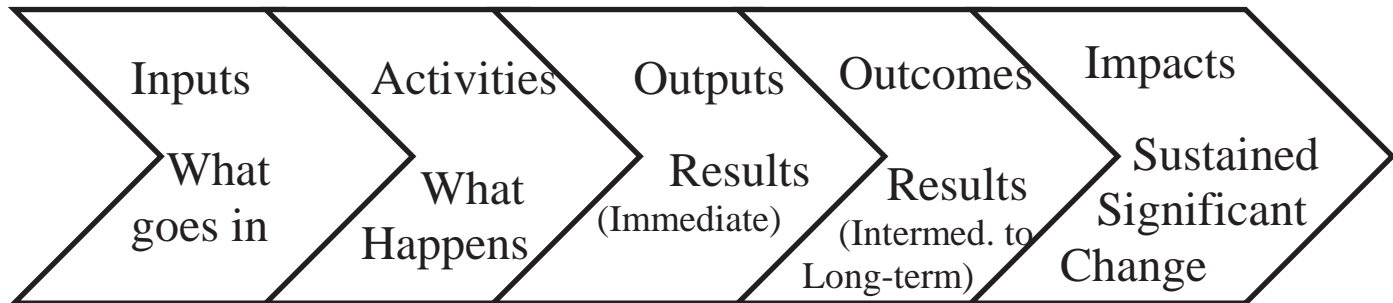 Inputs
What
goes in
Activities
What
Happens
Outputs
Results
(Immediate)
Outcomes
Results
(Intermed. to
Long-term)
Impacts
Sustained
Significant
Change